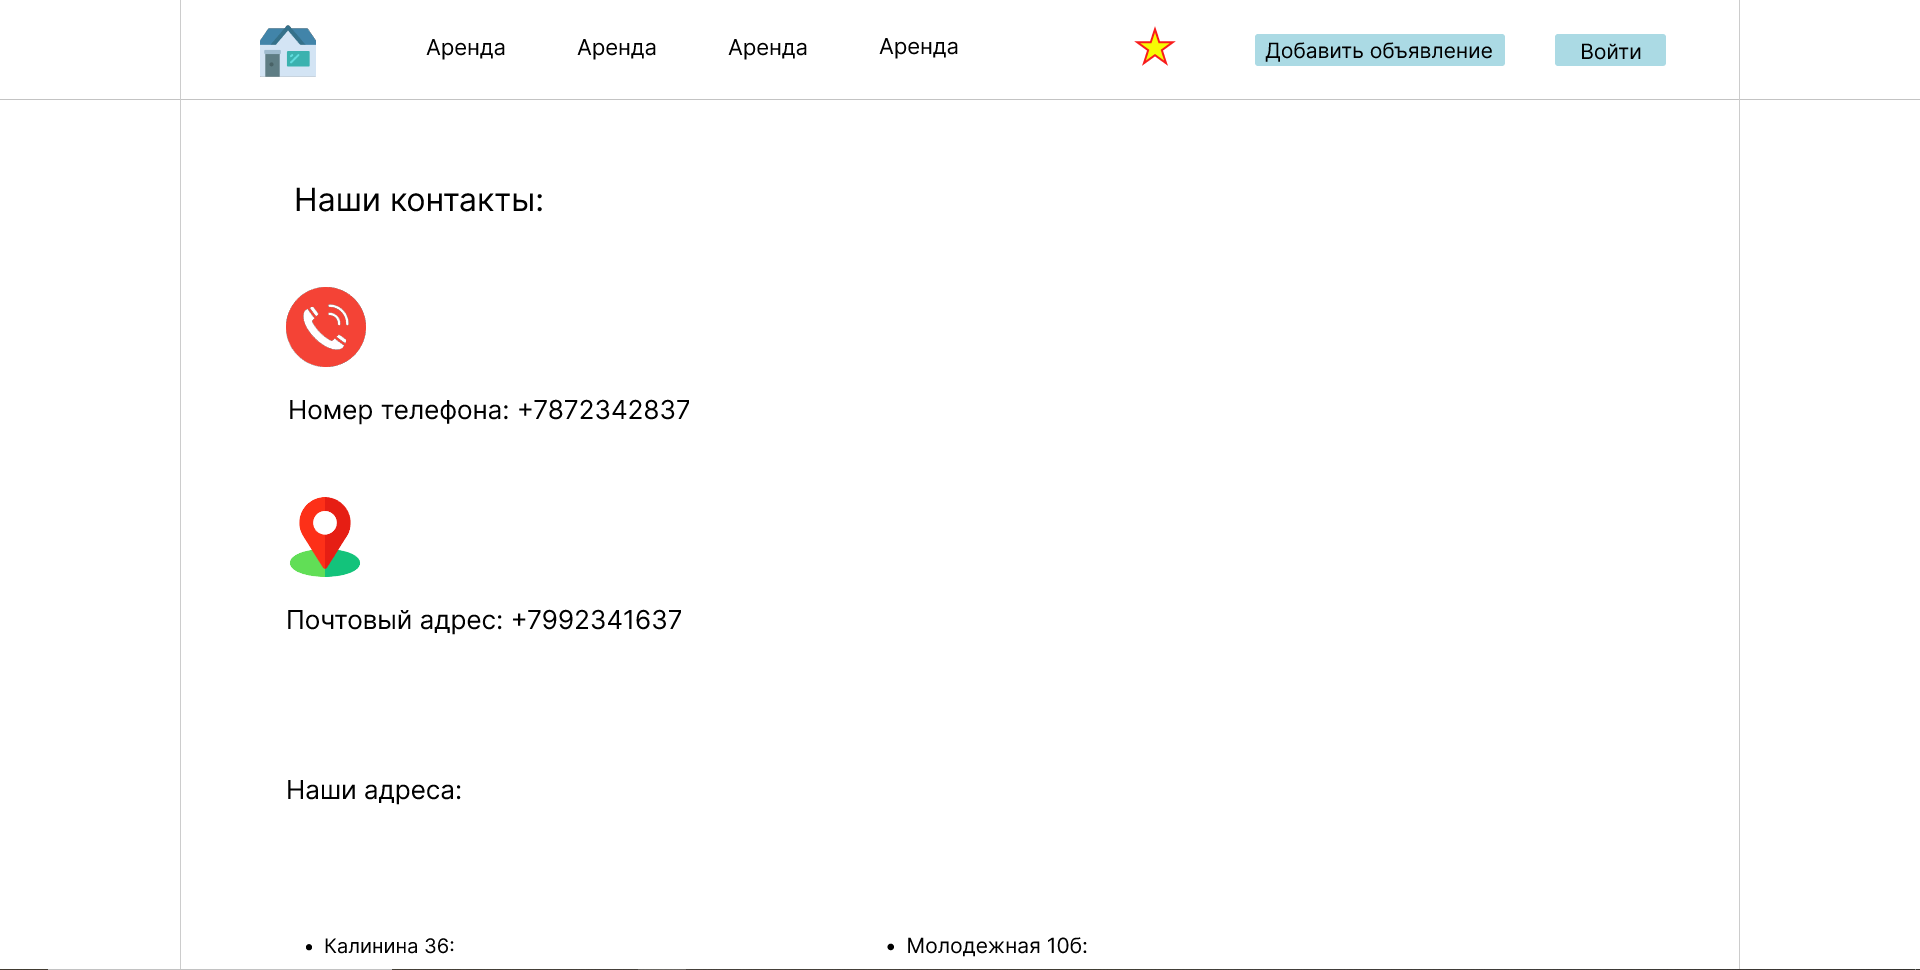 Аренда Аренда Аренда Аренда Добавить объявление Войти
Наши контакты:
Номер телефона: +7872342837
Почтовый адрес: +7992341637
Наши адреса:
• Калинина 36: • Молодежная 10б: